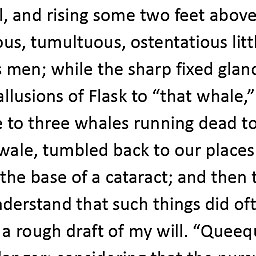 , and rising some two feet above
ous, tumultuous, ostentatious littl
s men; while the sharp fixed glanc
allusions of Flask to “that whale,”
e to three whales running dead to
wale, tumbled back to our places
the base of a cataract; and then t
nderstand that such things did oft
a rough draft of my will. “Queequ